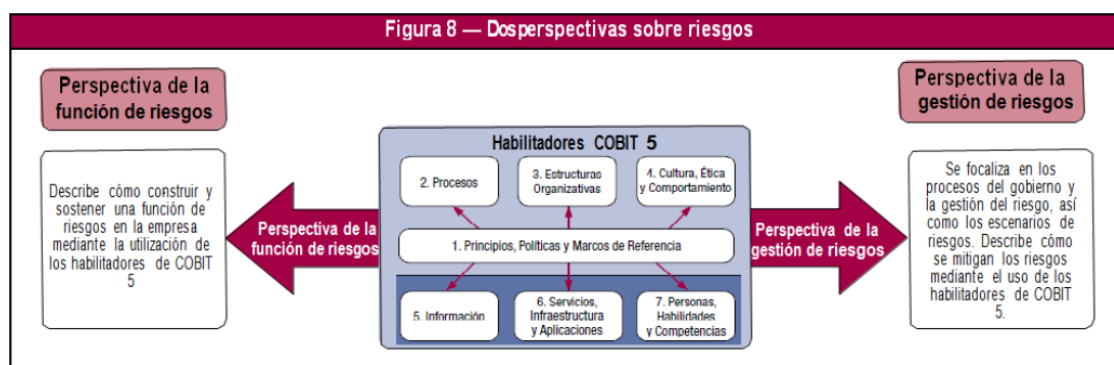 Figura 8 — Dosperspectivas sobre riesgos
Perspectiva de la
función de riesgos
Describe cómo construir y
sostener una función de
riesgos en la empresa
mediante la utilización de
los habilitadores de COBIT
5
Perspectiva de la
función de riesgos
Habilitadores COBIT 5
2. Procesos
3. Estructuras
Organizativas
4. Cultura, Ética
y Comportamiento
1. Principios, Políticas y Marcos de Referencia
5. Información
6. Servicios,
Infraestructura
y Aplicaciones
7. Personas,
Habilidades
y Competencias
Perspectiva de la
gestión de riesgos
Perspectiva de la
gestión de riesgos
Se focaliza en los
procesos del gobierno y
la gestión del riesgo, así
como los escenarios de
riesgos. Describe cómo
se mitigan los riesgos
mediante el uso de los
habilitadores de COBIT
5.